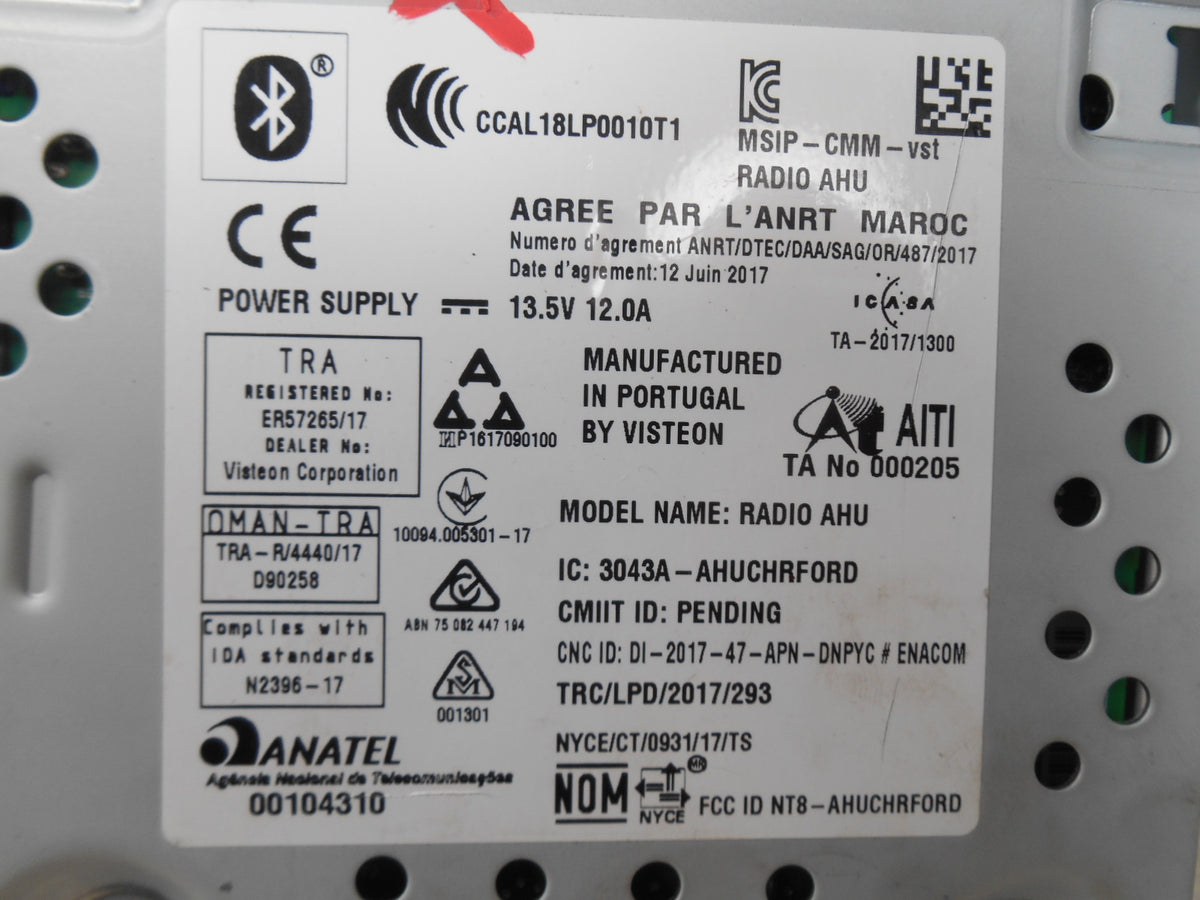 ®
CCAL18LP0010T1
MSIP-CMM-vst
RADIO AHU
CE
AGREE PAR L'ANRT MAROC
Numero d'agrement ANRT/DTEC/DAA/SAG/OR/487/2017
Date d'agrement:12 Juin 2017
POWER SUPPLY 13.5V 12.0A
ICASA
TA-2017/1300
TRA
REGISTERED No:
ER57265/17
DEALER No:
Visteon Corporation
P1617090100
MANUFACTURED
IN PORTUGAL
BY VISTEON
AITI
TA No 000205
10094.005301-17
MODEL NAME: RADIO AHU
OMAN-TRA
TRA-R/4440/17
D90258
IC: 3043A-AHUCHRFORD
CMIIT ID: PENDING
ABN 75 082 447 194
Complies with
IDA standards
N2396-17
CNC ID: DI-2017-47-APN-DNPYC # ENACOM
TRC/LPD/2017/293
001301
ANATEL
Agência Nacional de Telecomunicações
00104310
NYCE/CT/0931/17/TS
NOM
NYCE
FCC ID NT8-AHUCHRFORD